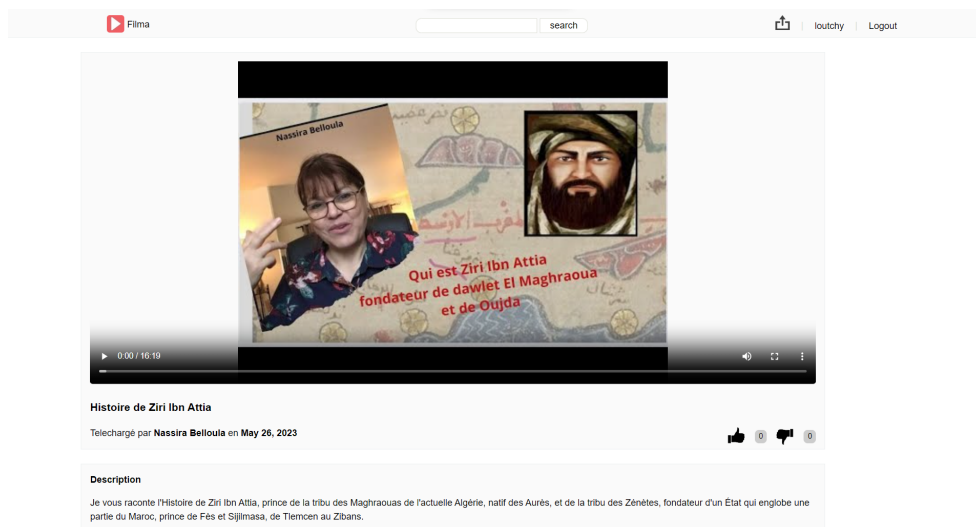 Filma
search
loutchy
Logout
Nassira Belloula
Qui est Ziri Ibn Attia
fondateur de dawlet El Maghraoua
et de Oujda
0:00 / 16:19
Histoire de Ziri Ibn Attia
Telechargé par Nassira Belloula en May 26, 2023
0
0
Description
Je vous raconte l'Histoire de Ziri Ibn Attia, prince de la tribu des Maghraouas de l'actuelle Algérie, natif des Aurès, et de la tribu des Zénètes, fondateur d'un État qui englobe une
partie du Maroc, prince de Fès et Sijilmasa, de Tlemcen au Zibans.